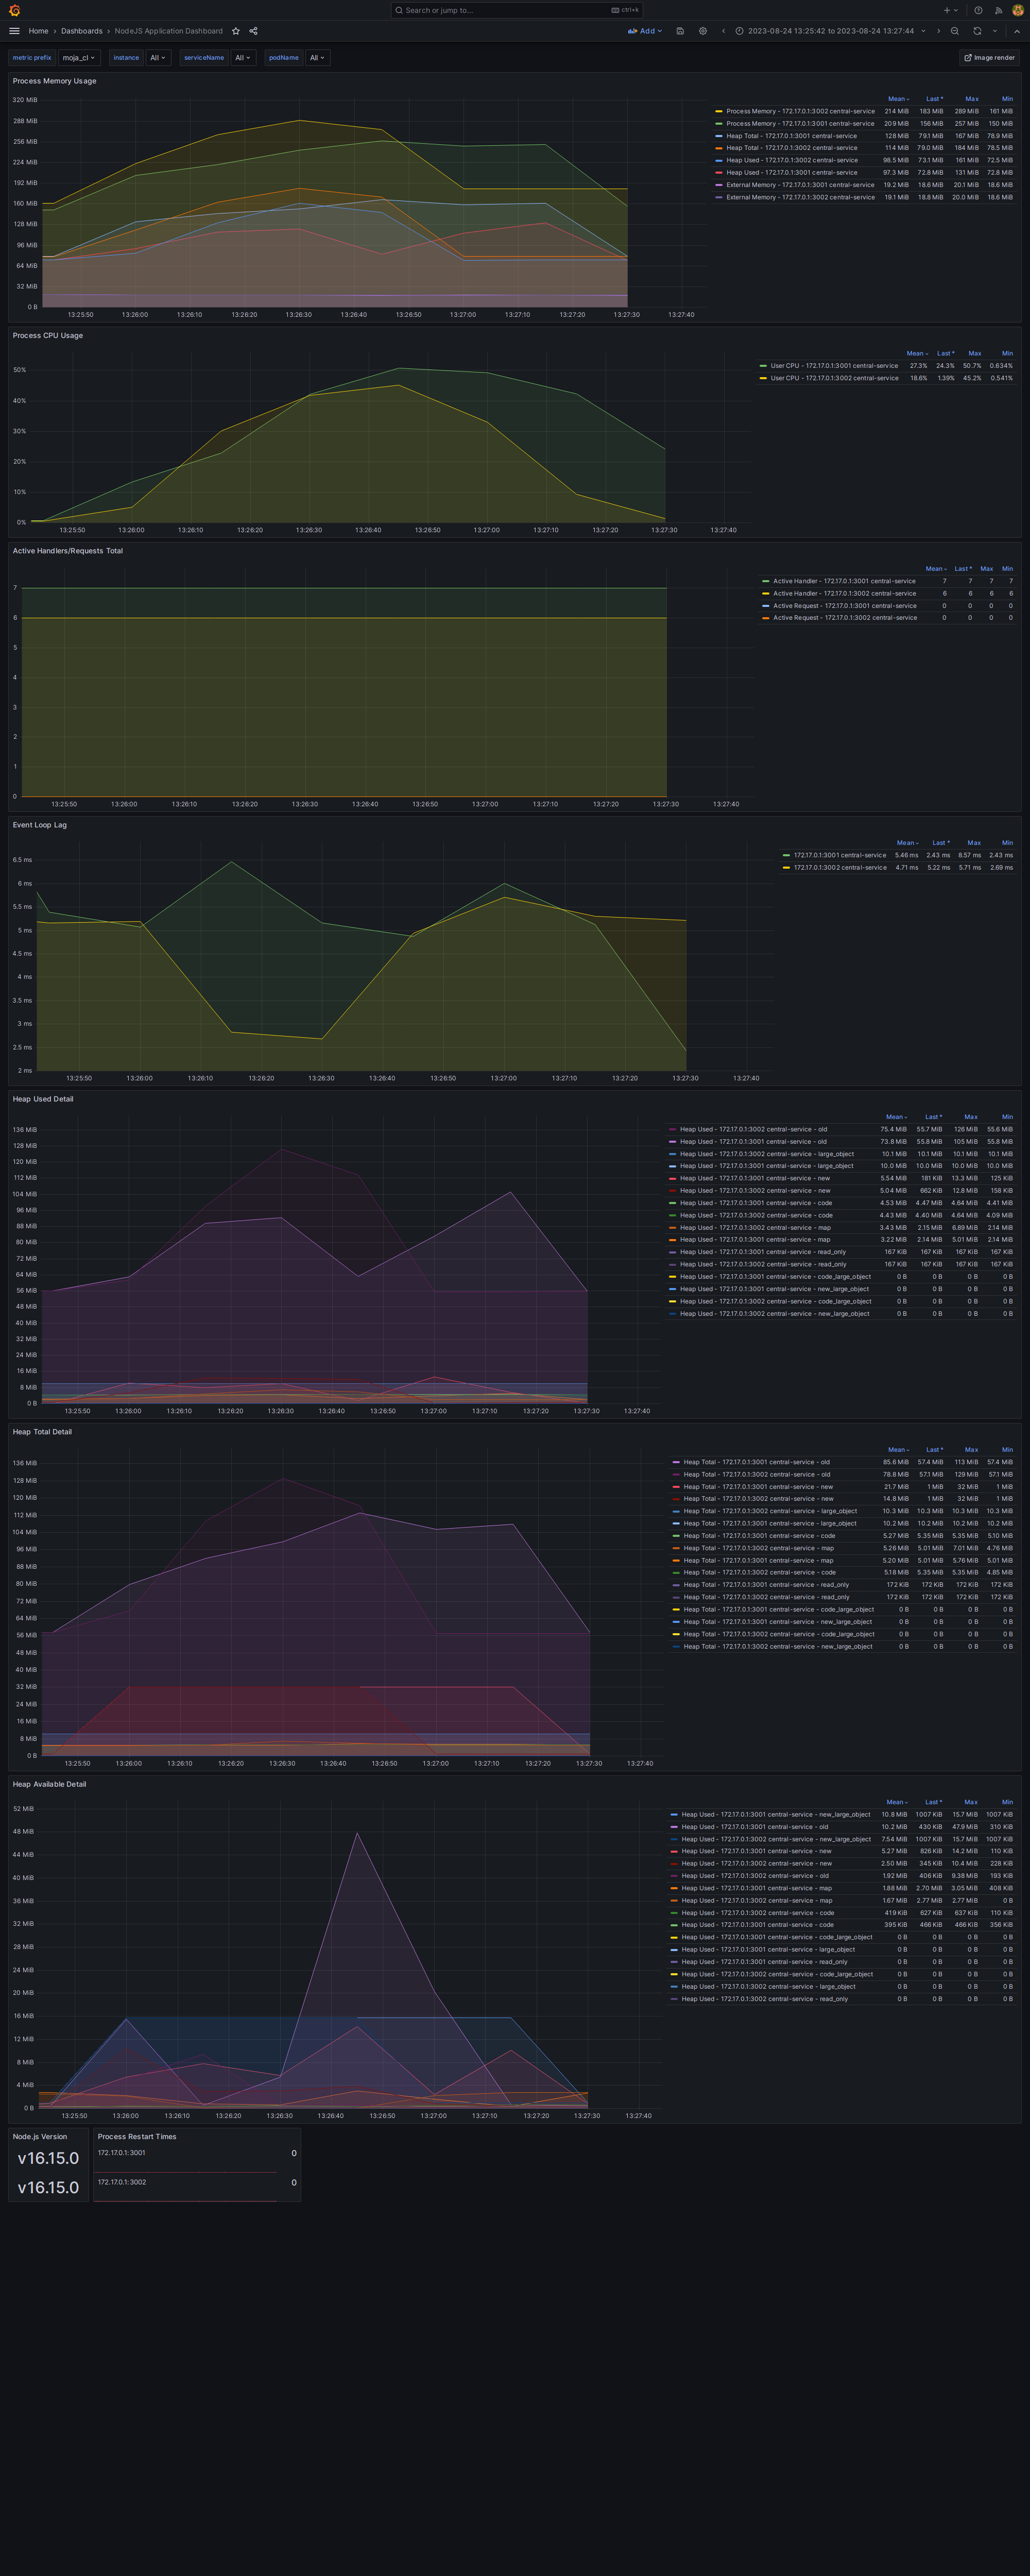 Search or jump to...
ctrl+k
Home › Dashboards › NodeJS Application Dashboard
Add
2023-08-24 13:25:42 to 2023-08-24 13:27:44
metric prefix moja_cl instance All serviceName All podName All
Image render
Process Memory Usage
320 MiB
288 MiB
256 MiB
224 MiB
192 MiB
160 MiB
128 MiB
96 MiB
64 MiB
32 MiB
0 B
13:25:50 13:26:00 13:26:10 13:26:20 13:26:30 13:26:40 13:26:50 13:27:00 13:27:10 13:27:20 13:27:30 13:27:40
Mean Last * Max Min
Process Memory - 172.17.0.1:3002 central-service 214 MiB 183 MiB 289 MiB 161 MiB
Process Memory - 172.17.0.1:3001 central-service 209 MiB 156 MiB 257 MiB 150 MiB
Heap Total - 172.17.0.1:3001 central-service 128 MiB 79.1 MiB 167 MiB 78.9 MiB
Heap Total - 172.17.0.1:3002 central-service 114 MiB 79.0 MiB 184 MiB 78.5 MiB
Heap Used - 172.17.0.1:3002 central-service 98.5 MiB 73.1 MiB 161 MiB 72.5 MiB
Heap Used - 172.17.0.1:3001 central-service 97.3 MiB 72.8 MiB 131 MiB 72.8 MiB
External Memory - 172.17.0.1:3001 central-service 19.2 MiB 18.6 MiB 20.1 MiB 18.6 MiB
External Memory - 172.17.0.1:3002 central-service 19.1 MiB 18.8 MiB 20.0 MiB 18.6 MiB
Process CPU Usage
50%
40%
30%
20%
10%
0%
13:25:50 13:26:00 13:26:10 13:26:20 13:26:30 13:26:40 13:26:50 13:27:00 13:27:10 13:27:20 13:27:30 13:27:40
Mean Last * Max Min
User CPU - 172.17.0.1:3001 central-service 27.3% 24.3% 50.7% 0.634%
User CPU - 172.17.0.1:3002 central-service 18.6% 1.39% 45.2% 0.541%
Active Handlers/Requests Total
7
6
5
4
3
2
1
0
13:25:50 13:26:00 13:26:10 13:26:20 13:26:30 13:26:40 13:26:50 13:27:00 13:27:10 13:27:20 13:27:30 13:27:40
Mean Last * Max Min
Active Handler - 172.17.0.1:3001 central-service 7 7 7 7
Active Handler - 172.17.0.1:3002 central-service 6 6 6 6
Active Request - 172.17.0.1:3001 central-service 0 0 0 0
Active Request - 172.17.0.1:3002 central-service 0 0 0 0
Event Loop Lag
6.5 ms
6 ms
5.5 ms
5 ms
4.5 ms
4 ms
3.5 ms
3 ms
2.5 ms
2 ms
13:25:50 13:26:00 13:26:10 13:26:20 13:26:30 13:26:40 13:26:50 13:27:00 13:27:10 13:27:20 13:27:30 13:27:40
Mean Last * Max Min
172.17.0.1:3001 central-service 5.46 ms 2.43 ms 8.57 ms 2.43 ms
172.17.0.1:3002 central-service 4.71 ms 5.22 ms 5.71 ms 2.69 ms
Heap Used Detail
136 MiB
128 MiB
120 MiB
112 MiB
104 MiB
96 MiB
88 MiB
80 MiB
72 MiB
64 MiB
56 MiB
48 MiB
40 MiB
32 MiB
24 MiB
16 MiB
8 MiB
0 B
13:25:50 13:26:00 13:26:10 13:26:20 13:26:30 13:26:40 13:26:50 13:27:00 13:27:10 13:27:20 13:27:30 13:27:40
Mean Last * Max Min
Heap Used - 172.17.0.1:3002 central-service - old 75.4 MiB 55.7 MiB 126 MiB 55.6 MiB
Heap Used - 172.17.0.1:3001 central-service - old 73.8 MiB 55.8 MiB 105 MiB 55.8 MiB
Heap Used - 172.17.0.1:3002 central-service - large_object 10.1 MiB 10.1 MiB 10.1 MiB 10.1 MiB
Heap Used - 172.17.0.1:3001 central-service - large_object 10.0 MiB 10.0 MiB 10.0 MiB 10.0 MiB
Heap Used - 172.17.0.1:3001 central-service - new 5.54 MiB 181 KiB 13.3 MiB 125 KiB
Heap Used - 172.17.0.1:3002 central-service - new 5.04 MiB 662 KiB 12.8 MiB 158 KiB
Heap Used - 172.17.0.1:3001 central-service - code 4.53 MiB 4.47 MiB 4.64 MiB 4.41 MiB
Heap Used - 172.17.0.1:3002 central-service - code 4.43 MiB 4.40 MiB 4.64 MiB 4.09 MiB
Heap Used - 172.17.0.1:3002 central-service - map 3.43 MiB 2.15 MiB 6.89 MiB 2.14 MiB
Heap Used - 172.17.0.1:3001 central-service - map 3.22 MiB 2.14 MiB 5.01 MiB 2.14 MiB
Heap Used - 172.17.0.1:3001 central-service - read_only 167 KiB 167 KiB 167 KiB 167 KiB
Heap Used - 172.17.0.1:3002 central-service - read_only 167 KiB 167 KiB 167 KiB 167 KiB
Heap Used - 172.17.0.1:3001 central-service - code_large_object 0 B 0 B 0 B 0 B
Heap Used - 172.17.0.1:3001 central-service - new_large_object 0 B 0 B 0 B 0 B
Heap Used - 172.17.0.1:3002 central-service - code_large_object 0 B 0 B 0 B 0 B
Heap Used - 172.17.0.1:3002 central-service - new_large_object 0 B 0 B 0 B 0 B
Heap Total Detail
136 MiB
128 MiB
120 MiB
112 MiB
104 MiB
96 MiB
88 MiB
80 MiB
72 MiB
64 MiB
56 MiB
48 MiB
40 MiB
32 MiB
24 MiB
16 MiB
8 MiB
0 B
13:25:50 13:26:00 13:26:10 13:26:20 13:26:30 13:26:40 13:26:50 13:27:00 13:27:10 13:27:20 13:27:30 13:27:40
Mean Last * Max Min
Heap Total - 172.17.0.1:3001 central-service - old 85.6 MiB 57.4 MiB 113 MiB 57.4 MiB
Heap Total - 172.17.0.1:3002 central-service - old 78.8 MiB 57.1 MiB 129 MiB 57.1 MiB
Heap Total - 172.17.0.1:3001 central-service - new 21.7 MiB 1 MiB 32 MiB 1 MiB
Heap Total - 172.17.0.1:3002 central-service - new 14.8 MiB 1 MiB 32 MiB 1 MiB
Heap Total - 172.17.0.1:3002 central-service - large_object 10.3 MiB 10.3 MiB 10.3 MiB 10.3 MiB
Heap Total - 172.17.0.1:3001 central-service - large_object 10.2 MiB 10.2 MiB 10.2 MiB 10.2 MiB
Heap Total - 172.17.0.1:3001 central-service - code 5.27 MiB 5.35 MiB 5.35 MiB 5.10 MiB
Heap Total - 172.17.0.1:3002 central-service - map 5.26 MiB 5.01 MiB 7.01 MiB 4.76 MiB
Heap Total - 172.17.0.1:3001 central-service - map 5.20 MiB 5.01 MiB 5.76 MiB 5.01 MiB
Heap Total - 172.17.0.1:3002 central-service - code 5.18 MiB 5.35 MiB 5.35 MiB 4.85 MiB
Heap Total - 172.17.0.1:3001 central-service - read_only 172 KiB 172 KiB 172 KiB 172 KiB
Heap Total - 172.17.0.1:3002 central-service - read_only 172 KiB 172 KiB 172 KiB 172 KiB
Heap Total - 172.17.0.1:3001 central-service - code_large_object 0 B 0 B 0 B 0 B
Heap Total - 172.17.0.1:3001 central-service - new_large_object 0 B 0 B 0 B 0 B
Heap Total - 172.17.0.1:3002 central-service - code_large_object 0 B 0 B 0 B 0 B
Heap Total - 172.17.0.1:3002 central-service - new_large_object 0 B 0 B 0 B 0 B
Heap Available Detail
52 MiB
48 MiB
44 MiB
40 MiB
36 MiB
32 MiB
28 MiB
24 MiB
20 MiB
16 MiB
12 MiB
8 MiB
4 MiB
0 B
13:25:50 13:26:00 13:26:10 13:26:20 13:26:30 13:26:40 13:26:50 13:27:00 13:27:10 13:27:20 13:27:30 13:27:40
Mean Last * Max Min
Heap Used - 172.17.0.1:3001 central-service - new_large_object 10.8 MiB 1007 KiB 15.7 MiB 1007 KiB
Heap Used - 172.17.0.1:3001 central-service - old 10.2 MiB 430 KiB 47.9 MiB 310 KiB
Heap Used - 172.17.0.1:3002 central-service - new_large_object 7.54 MiB 1007 KiB 15.7 MiB 1007 KiB
Heap Used - 172.17.0.1:3001 central-service - new 5.27 MiB 826 KiB 14.2 MiB 110 KiB
Heap Used - 172.17.0.1:3002 central-service - new 2.50 MiB 345 KiB 10.4 MiB 228 KiB
Heap Used - 172.17.0.1:3002 central-service - old 1.92 MiB 406 KiB 9.38 MiB 193 KiB
Heap Used - 172.17.0.1:3001 central-service - map 1.88 MiB 2.70 MiB 3.05 MiB 408 KiB
Heap Used - 172.17.0.1:3002 central-service - map 1.67 MiB 2.77 MiB 2.77 MiB 0 B
Heap Used - 172.17.0.1:3002 central-service - code 419 KiB 627 KiB 637 KiB 110 KiB
Heap Used - 172.17.0.1:3001 central-service - code 395 KiB 466 KiB 466 KiB 356 KiB
Heap Used - 172.17.0.1:3001 central-service - code_large_object 0 B 0 B 0 B 0 B
Heap Used - 172.17.0.1:3001 central-service - large_object 0 B 0 B 0 B 0 B
Heap Used - 172.17.0.1:3001 central-service - read_only 0 B 0 B 0 B 0 B
Heap Used - 172.17.0.1:3002 central-service - code_large_object 0 B 0 B 0 B 0 B
Heap Used - 172.17.0.1:3002 central-service - large_object 0 B 0 B 0 B 0 B
Heap Used - 172.17.0.1:3002 central-service - read_only 0 B 0 B 0 B 0 B
Node.js Version
v16.15.0
v16.15.0
Process Restart Times
172.17.0.1:3001 0
172.17.0.1:3002 0